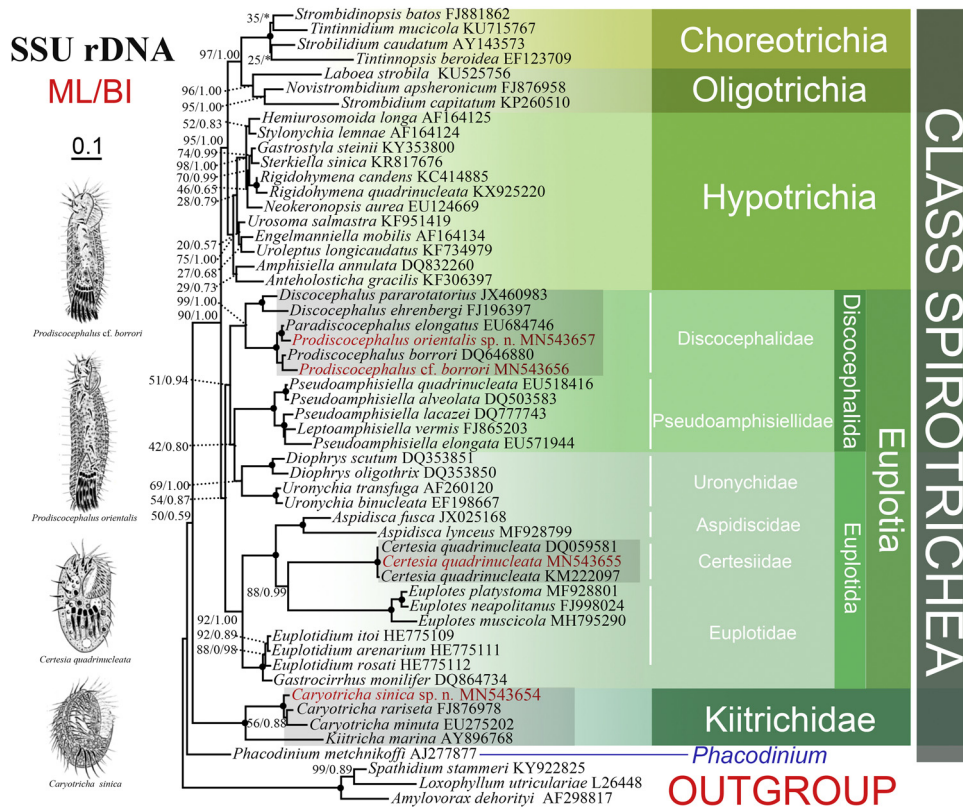 SSU rDNA
ML/BI
0.1
Prodiscocephalus cf. borrori
Prodiscocephalus orientalis
Certesia quadrinucleata
Caryotricha sinica
35/*
25/*
97/1.00
96/1.00
95/1.00
52/0.83
95/1.00
74/0.99
98/1.00
70/0.99
46/0.65
28/0.79
20/0.57
75/1.00
27/0.68
29/0.73
99/1.00
90/1.00
51/0.94
42/0.80
69/1.00
54/0.87
50/0.59
88/0.99
92/1.00
92/0.89
88/0/98
56/0.88
99/0.89
Strombidinopsis batos FJ881862
Tintinnidium mucicola KU715767
Strobilidium caudatum AY143573
Tintinnopsis beroidea EF123709
Laboea strobila KU525756
Novistrombidium apsheronicum FJ876958
Strombidium capitatum KP260510
Hemiurosomoida longa AF164125
Stylonychia lemnae AF164124
Gastrostyla steinii KY353800
Sterkiella sinica KR817676
Rigidohymena candens KC414885
Rigidohymena quadrinucleata KX925220
Neokeronopsis aurea EU124669
Urosoma salmastra KF951419
Engelmanniella mobilis AF164134
Uroleptus longicaudatus KF734979
Amphisiella annulata DQ832260
Anteholosticha gracilis KF306397
Discocephalus pararotatorius JX460983
Discocephalus ehrenbergi FJ196397
Paradiscocephalus elongatus EU684746
Prodiscocephalus orientalis sp. n. MN543657
Prodiscocephalus borrori DQ646880
Prodiscocephalus cf. borrori MN543656
Pseudoamphisiella quadrinucleata EU518416
Pseudoamphisiella alveolata DQ503583
Pseudoamphisiella lacazei DQ777743
Leptoamphisiella vermis FJ865203
Pseudoamphisiella elongata EU571944
Diophrys scutum DQ353851
Diophrys oligothrix DQ353850
Uronychia transfuga AF260120
Uronychia binucleata EF198667
Aspidisca fusca JX025168
Aspidisca lynceus MF928799
Certesia quadrinucleata DQ059581
Certesia quadrinucleata MN543655
Certesia quadrinucleata KM222097
Euplotes platystoma MF928801
Euplotes neapolitanus FJ998024
Euplotes muscicola MH795290
Euplotidium itoi HE775109
Euplotidium arenarium HE775111
Euplotidium rosati HE775112
Gastrocirrhus monilifer DQ864734
Caryotricha sinica sp. n. MN543654
Caryotricha rariseta FJ876978
Caryotricha minuta EU275202
Kiitricha marina AY896768
Phacodinium metchnikoffi AJ277877
Spathidium stammeri KY922825
Loxophyllum utriculariae L26448
Amylovorax dehorityi AF298817
Choreotrichia
Oligotrichia
Hypotrichia
Discocephalidae
Pseudoamphisiellidae
Uronychidae
Aspidiscidae
Certesiidae
Euplotidae
Kiitrichidae
Phacodinium
OUTGROUP
Discocephalida
Euplotida
Euplotia
CLASS SPIROTRICHEA